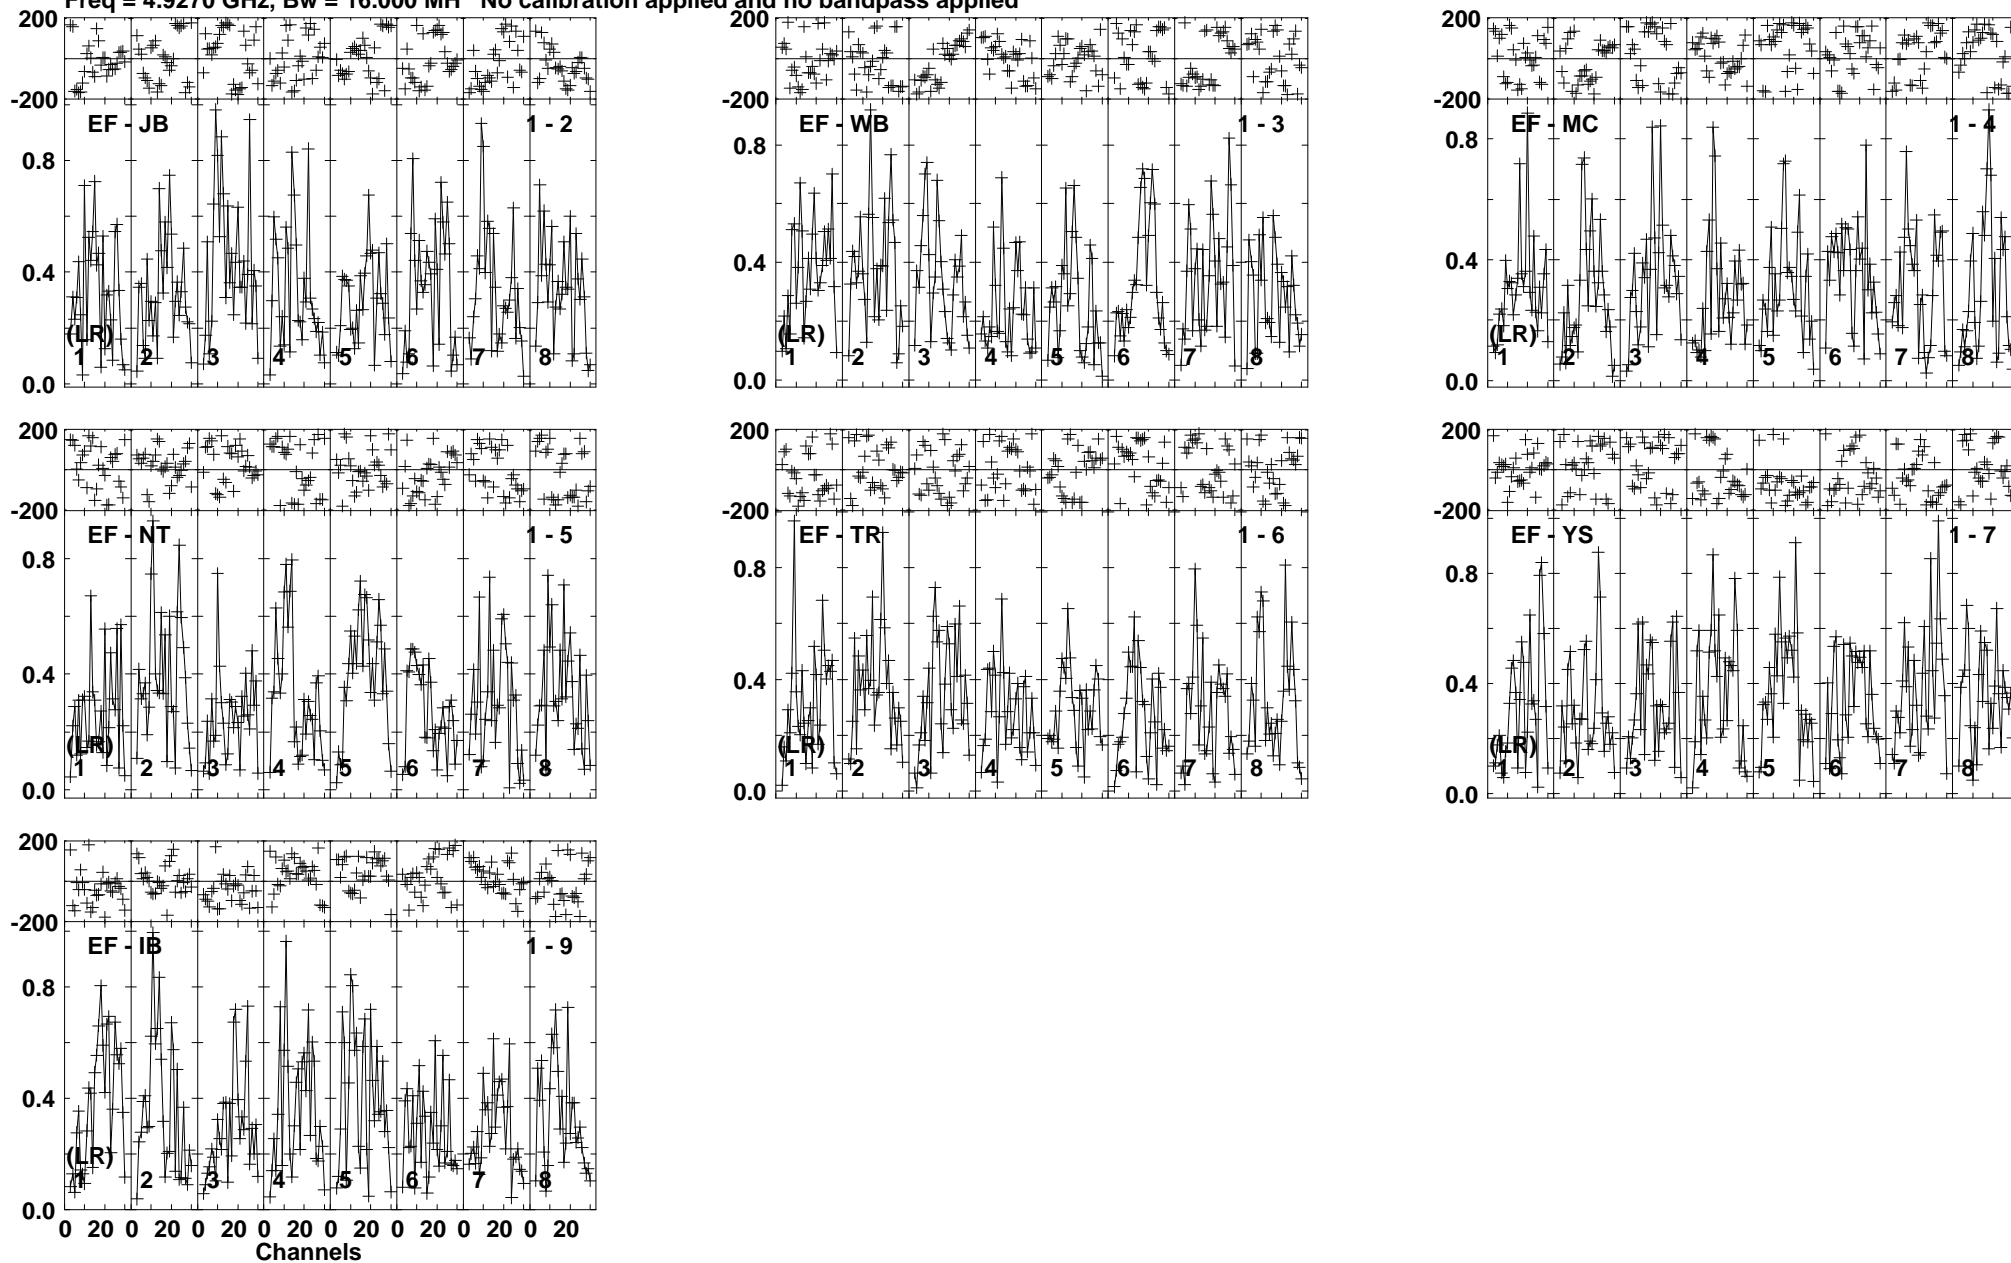 Freq = 4.9270 GHz, Bw = 16.000 MH No calibration applied and no bandpass applied
200
-200
EF - JB 1 - 2
0.8
0.4
(LR)
1 2 3 4 5 6 7 8
0.0
200
-200
EF - WB 1 - 3
0.8
0.4
(LR)
1 2 3 4 5 6 7 8
0.0
200
-200
EF - MC 1 - 4
0.8
0.4
(LR)
1 2 3 4 5 6 7 8
0.0
200
-200
EF - NT 1 - 5
0.8
0.4
(LR)
1 2 3 4 5 6 7 8
0.0
200
-200
EF - TR 1 - 6
0.8
0.4
(LR)
1 2 3 4 5 6 7 8
0.0
200
-200
EF - YS 1 - 7
0.8
0.4
(LR)
1 2 3 4 5 6 7 8
0.0
200
-200
EF - IB 1 - 9
0.8
0.4
(LR)
1 2 3 4 5 6 7 8
0.0
0 20 0 20 0 20 0 20 0 20 0 20 0 20 0 20
Channels